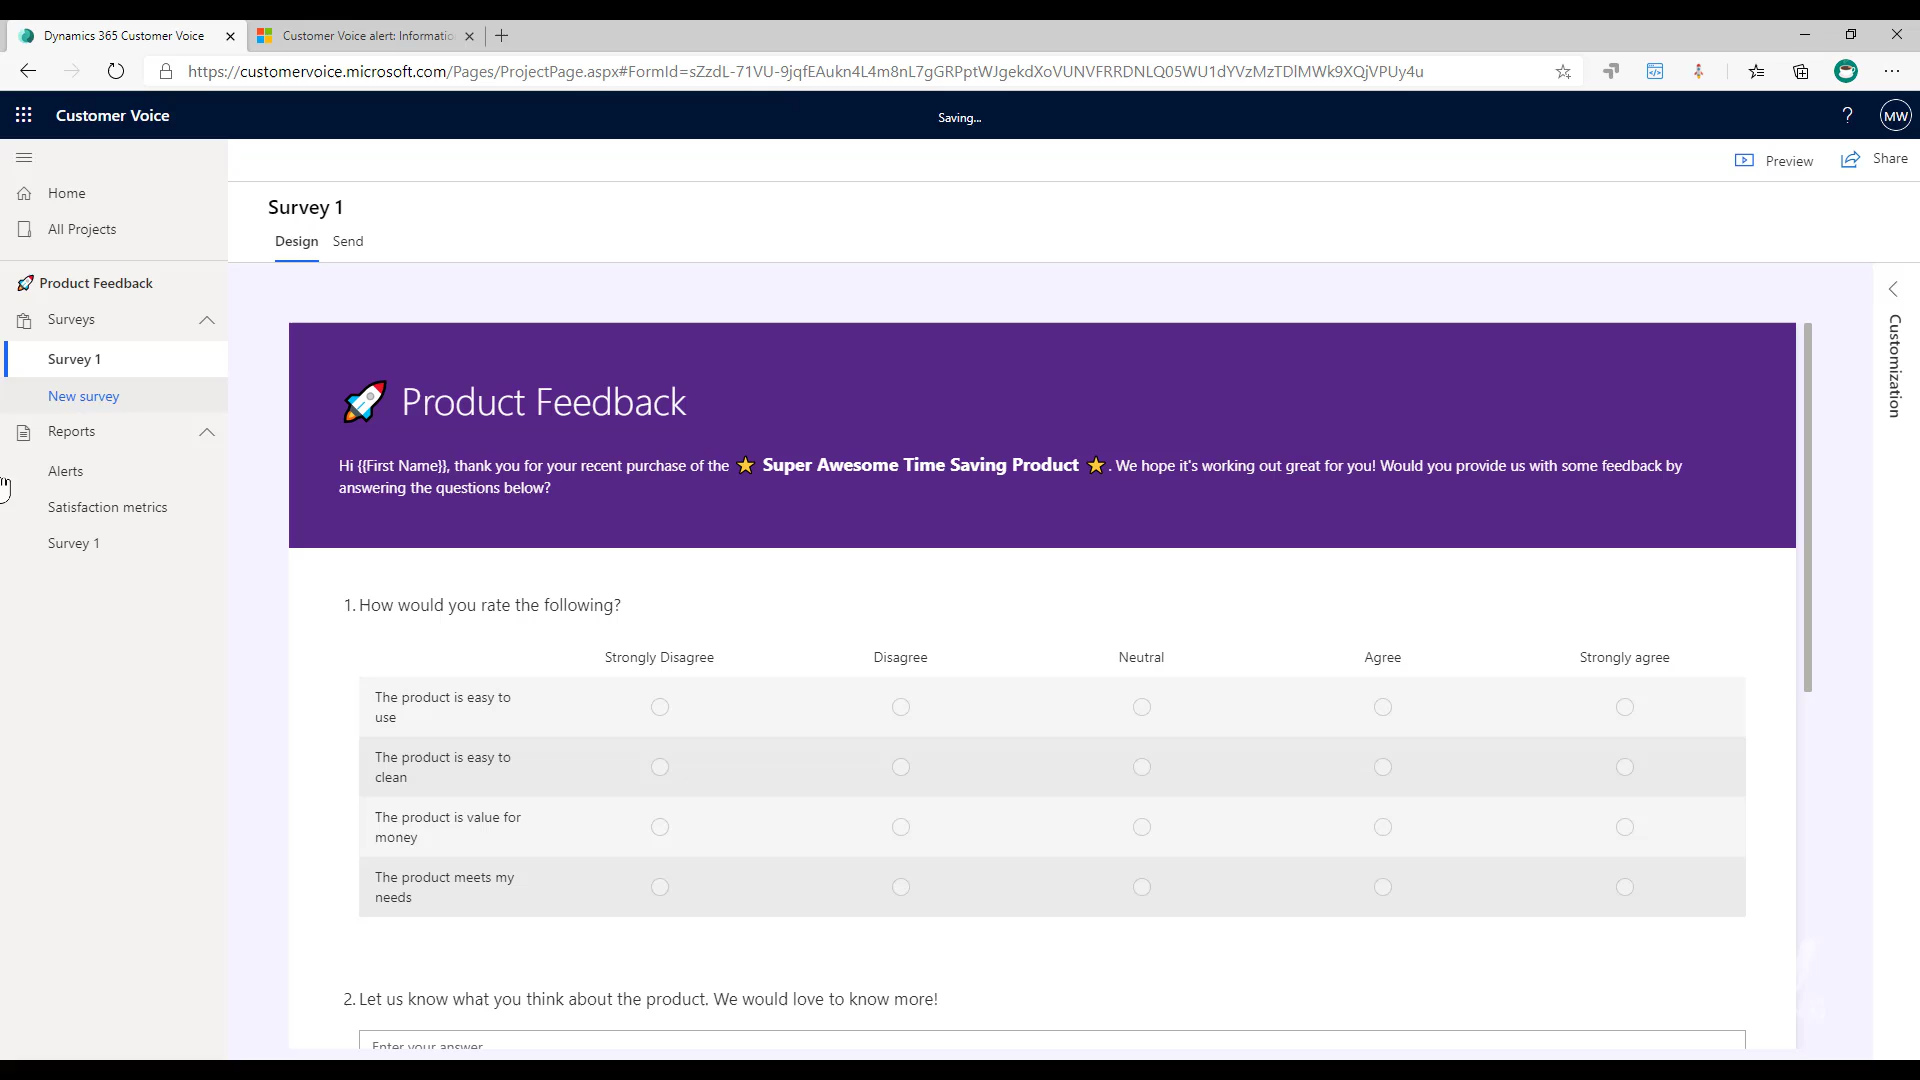 Dynamics 365 Customer Voice
Customer Voice alert: Informatio
https://customervoice.microsoft.com/Pages/ProjectPage.aspx#FormId=sZzdL-71VU-9jqfEAukn4L4m8nL7gGRPptWJgekdXoVUNVFRRDNLQ05WU1dYVzMzTDlMWk9XQjVPUy4u
Customer Voice
Saving...
?
MW
Preview
Share
Home
All Projects
Product Feedback
Surveys
Survey 1
New survey
Reports
Alerts
Satisfaction metrics
Survey 1
Survey 1
Design
Send
Customization
Product Feedback
Hi {{First Name}}, thank you for your recent purchase of the ⭐ Super Awesome Time Saving Product ⭐. We hope it's working out great for you! Would you provide us with some feedback by
answering the questions below?
1. How would you rate the following?
Strongly Disagree
Disagree
Neutral
Agree
Strongly agree
The product is easy to
use
The product is easy to
clean
The product is value for
money
The product meets my
needs
2. Let us know what you think about the product. We would love to know more!
Enter your answer